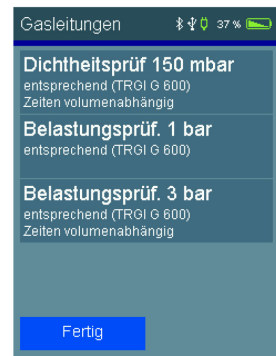 Gasleitungen 37 %
Dichtheitsprüf 150 mbar
entsprechend (TRGI G 600)
Zeiten volumenabhängig
Belastungsprüf. 1 bar
entsprechend (TRGI G 600)
Belastungsprüf. 3 bar
entsprechend (TRGI G 600)
Zeiten volumenabhängig
Fertig